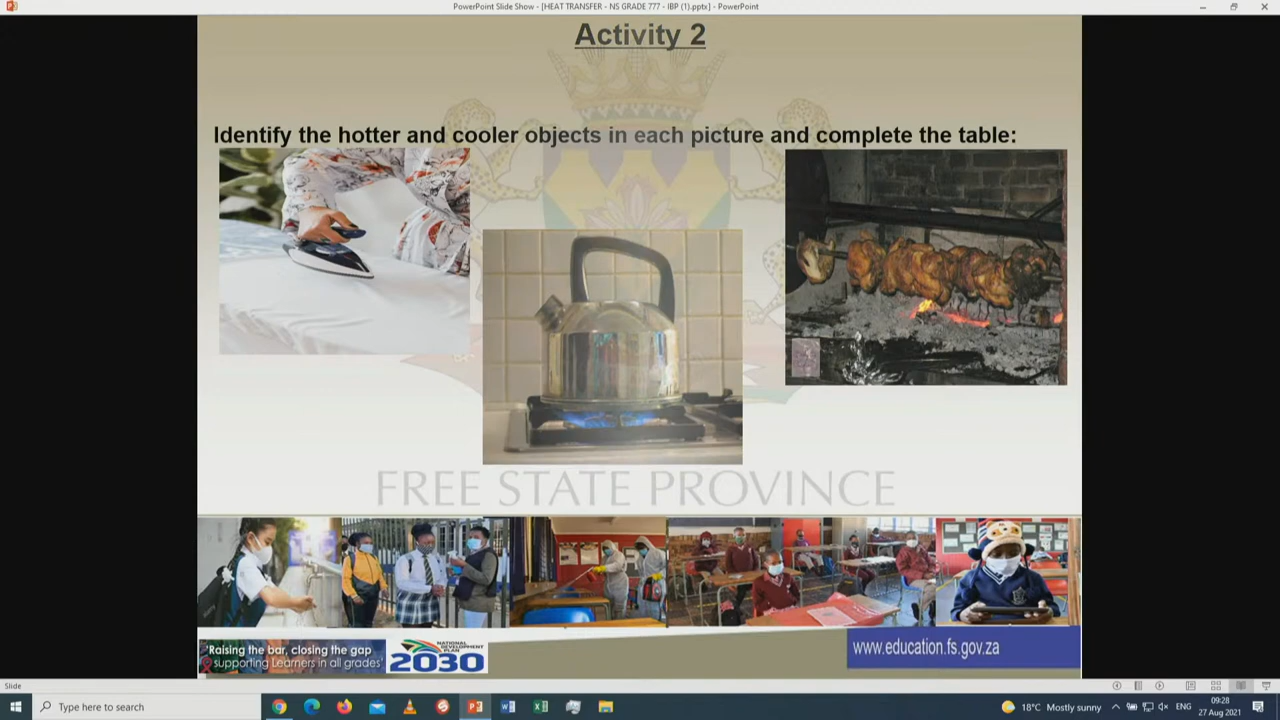 PowerPoint Slide Show - [HEAT TRANSFER - NS GRADE 777 - IBP (1).pptx] - PowerPoint
Activity 2
Identify the hotter and cooler objects in each picture and complete the table:
FREE STATE PROVINCE
'Raising the bar, closing the gap
supporting Learners in all grades'
NATIONAL
DEVELOPMENT
PLAN
2030
www.education.fs.gov.za
Slide
Type here to search
18°C Mostly sunny
ENG
09:28
27 Aug 2021